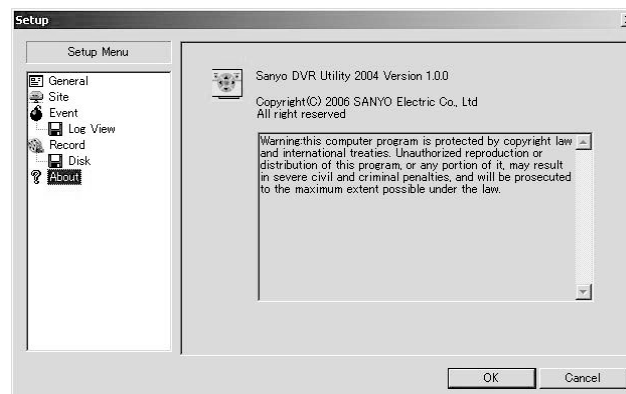 Setup
Setup Menu
General
Site
Event
Log View
Record
Disk
About
Sanyo DVR Utility 2004 Version 1.0.0
Copyright(C) 2006 SANYO Electric Co., Ltd
All right reserved
Warning:this computer program is protected by copyright law
and international treaties. Unauthorized reproduction or
distribution of this program, or any portion of it, may result
in severe civil and criminal penalties, and will be prosecuted
to the maximum extent possible under the law.
OK
Cancel